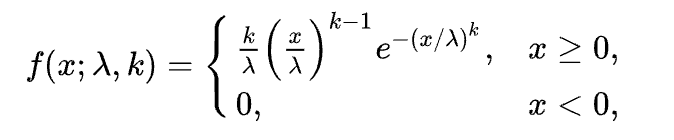 f(x; λ, k) = { k/λ (x/λ)^{k−1} e^{−(x/λ)^k}, x ≥ 0,
0, x < 0,